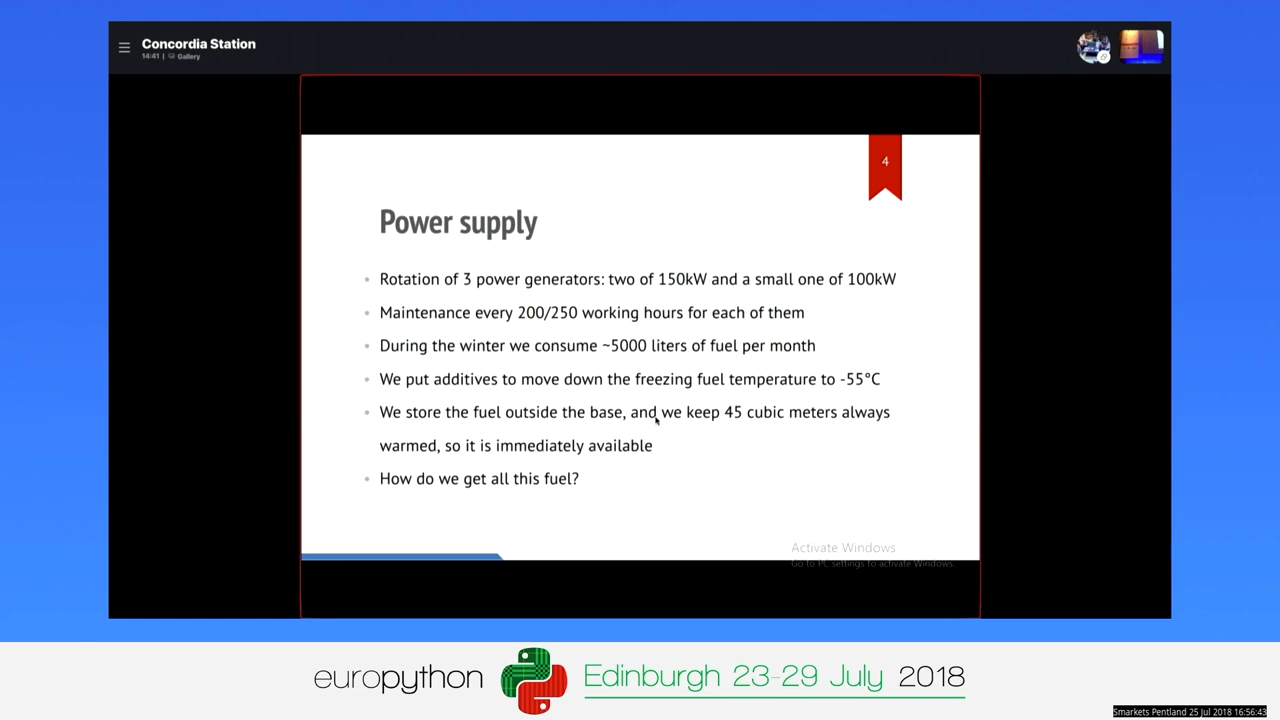 Concordia Station
14:41 | Gallery
4
Power supply
Rotation of 3 power generators: two of 150kW and a small one of 100kW
Maintenance every 200/250 working hours for each of them
During the winter we consume ~5000 liters of fuel per month
We put additives to move down the freezing fuel temperature to -55°C
We store the fuel outside the base, and we keep 45 cubic meters always
warmed, so it is immediately available
How do we get all this fuel?
Activate Windows
Go to PC settings to activate Windows.
europython Edinburgh 23-29 July 2018
Smarkets Pentland 25 Jul 2018 16:56:43